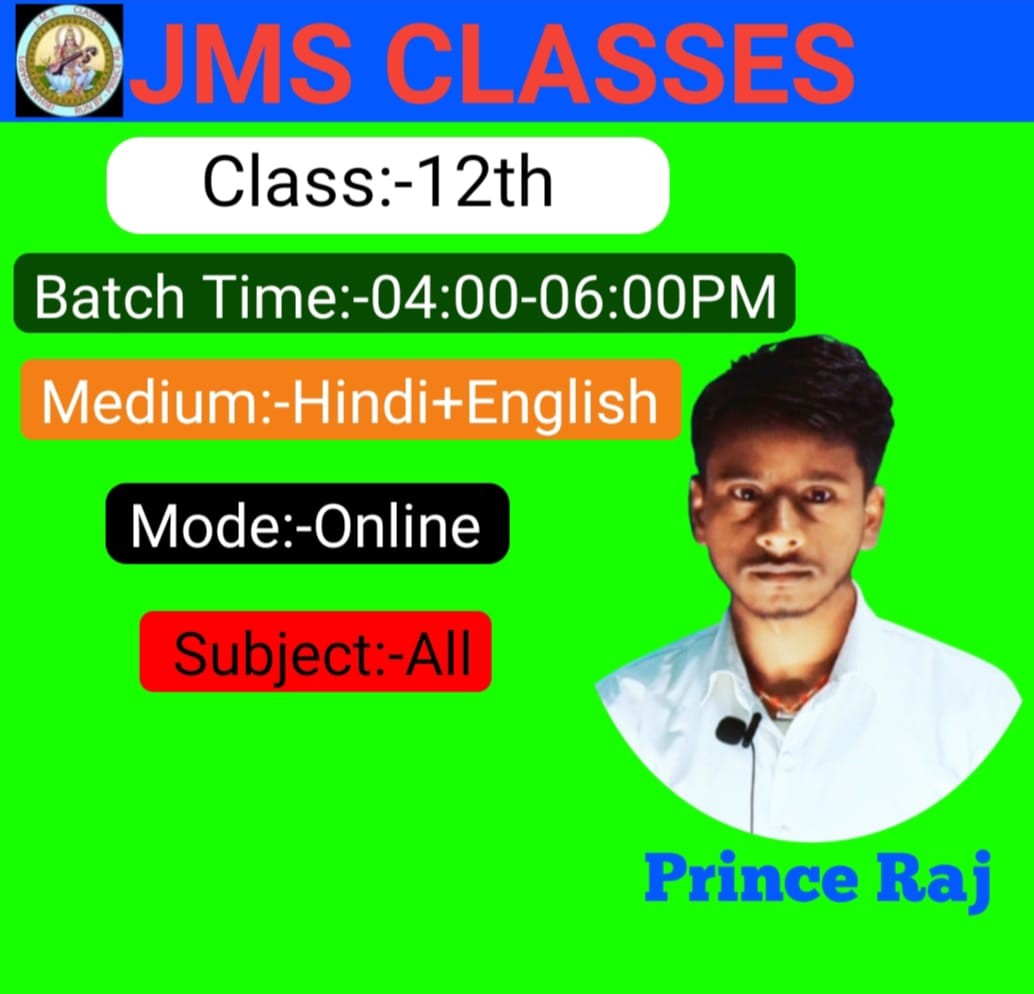 J.M.S. CLASSES
JMS CLASSES
Class:-12th
Batch Time:-04:00-06:00PM
Medium:-Hindi+English
Mode:-Online
Subject:-All
Prince Raj